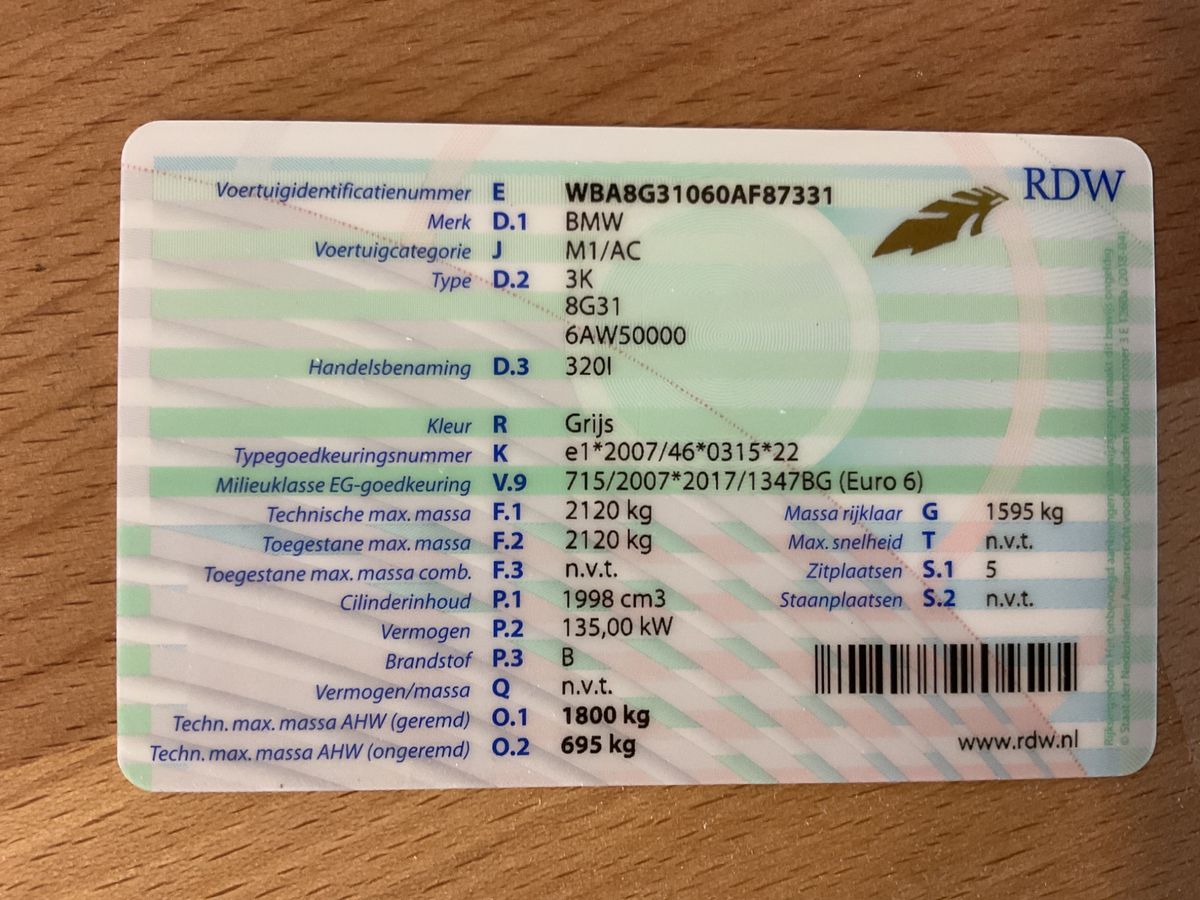 RDW
Voertuigidentificatienummer E WBA8G31060AF87331
Merk D.1 BMW
Voertuigcategorie J M1/AC
Type D.2 3K
8G31
6AW50000
Handelsbenaming D.3 320I
Kleur R Grijs
Typegoedkeuringsnummer K e1*2007/46*0315*22
Milieuklasse EG-goedkeuring V.9 715/2007*2017/1347BG (Euro 6)
Technische max. massa F.1 2120 kg Massa rijklaar G 1595 kg
Toegestane max. massa F.2 2120 kg Max. snelheid T n.v.t.
Toegestane max. massa comb. F.3 n.v.t. Zitplaatsen S.1 5
Cilinderinhoud P.1 1998 cm3 Staanplaatsen S.2 n.v.t.
Vermogen P.2 135,00 kW
Brandstof P.3 B
Vermogen/massa Q n.v.t.
Techn. max. massa AHW (geremd) O.1 1800 kg
Techn. max. massa AHW (ongeremd) O.2 695 kg
www.rdw.nl